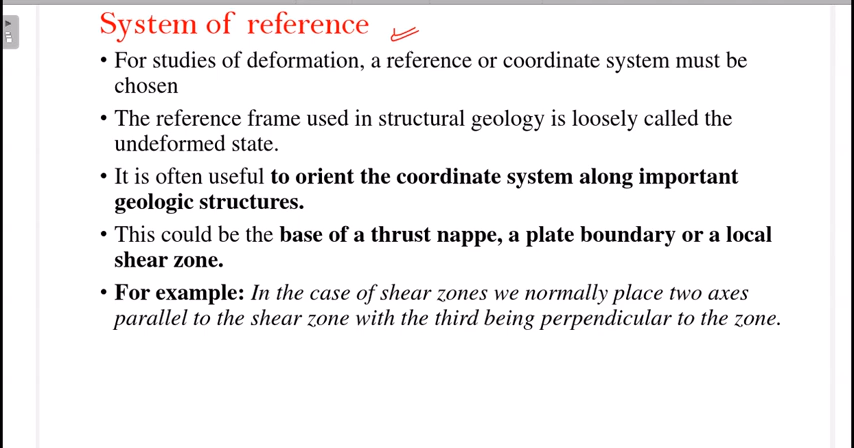 System of reference
• For studies of deformation, a reference or coordinate system must be
chosen
• The reference frame used in structural geology is loosely called the
undeformed state.
• It is often useful to orient the coordinate system along important
geologic structures.
• This could be the base of a thrust nappe, a plate boundary or a local
shear zone.
• For example: In the case of shear zones we normally place two axes
parallel to the shear zone with the third being perpendicular to the zone.